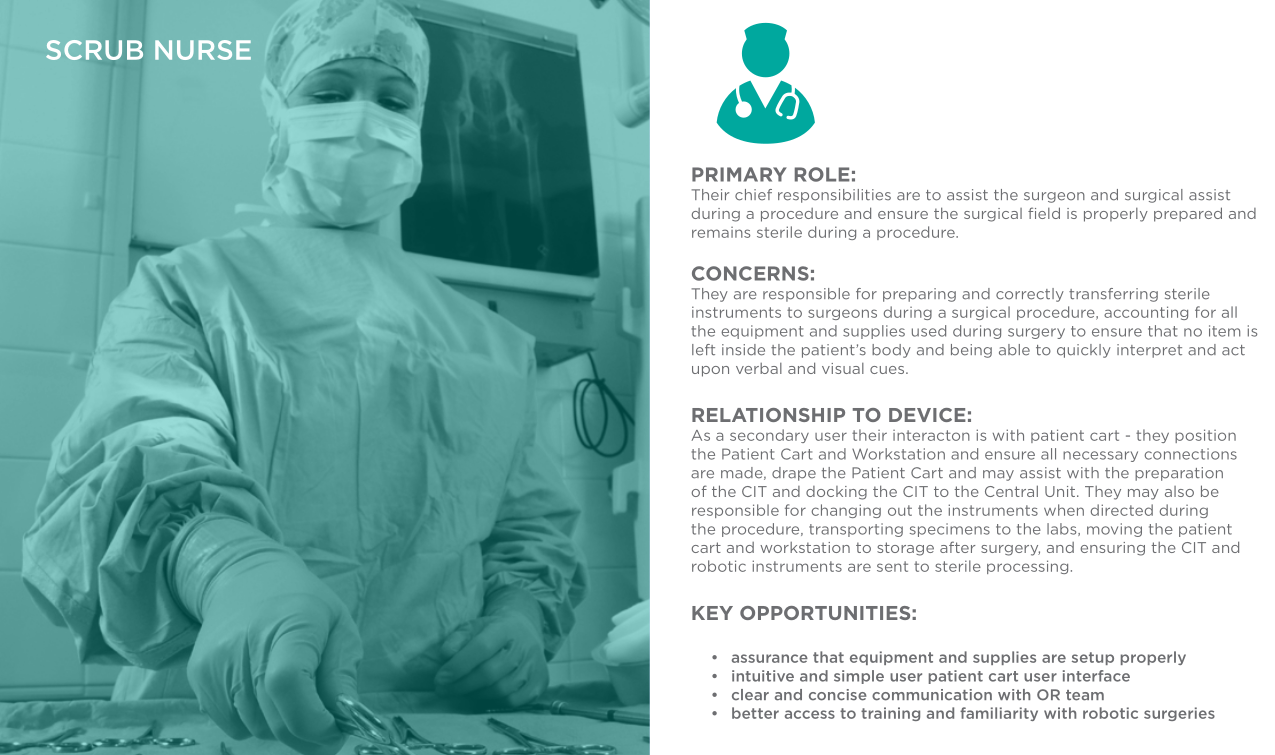 SCRUB NURSE
PRIMARY ROLE:
Their chief responsibilities are to assist the surgeon and surgical assist
during a procedure and ensure the surgical field is properly prepared and
remains sterile during a procedure.
CONCERNS:
They are responsible for preparing and correctly transferring sterile
instruments to surgeons during a surgical procedure, accounting for all
the equipment and supplies used during surgery to ensure that no item is
left inside the patient’s body and being able to quickly interpret and act
upon verbal and visual cues.
RELATIONSHIP TO DEVICE:
As a secondary user their interacton is with patient cart - they position
the Patient Cart and Workstation and ensure all necessary connections
are made, drape the Patient Cart and may assist with the preparation
of the CIT and docking the CIT to the Central Unit. They may also be
responsible for changing out the instruments when directed during
the procedure, transporting specimens to the labs, moving the patient
cart and workstation to storage after surgery, and ensuring the CIT and
robotic instruments are sent to sterile processing.
KEY OPPORTUNITIES:
• assurance that equipment and supplies are setup properly
• intuitive and simple user patient cart user interface
• clear and concise communication with OR team
• better access to training and familiarity with robotic surgeries